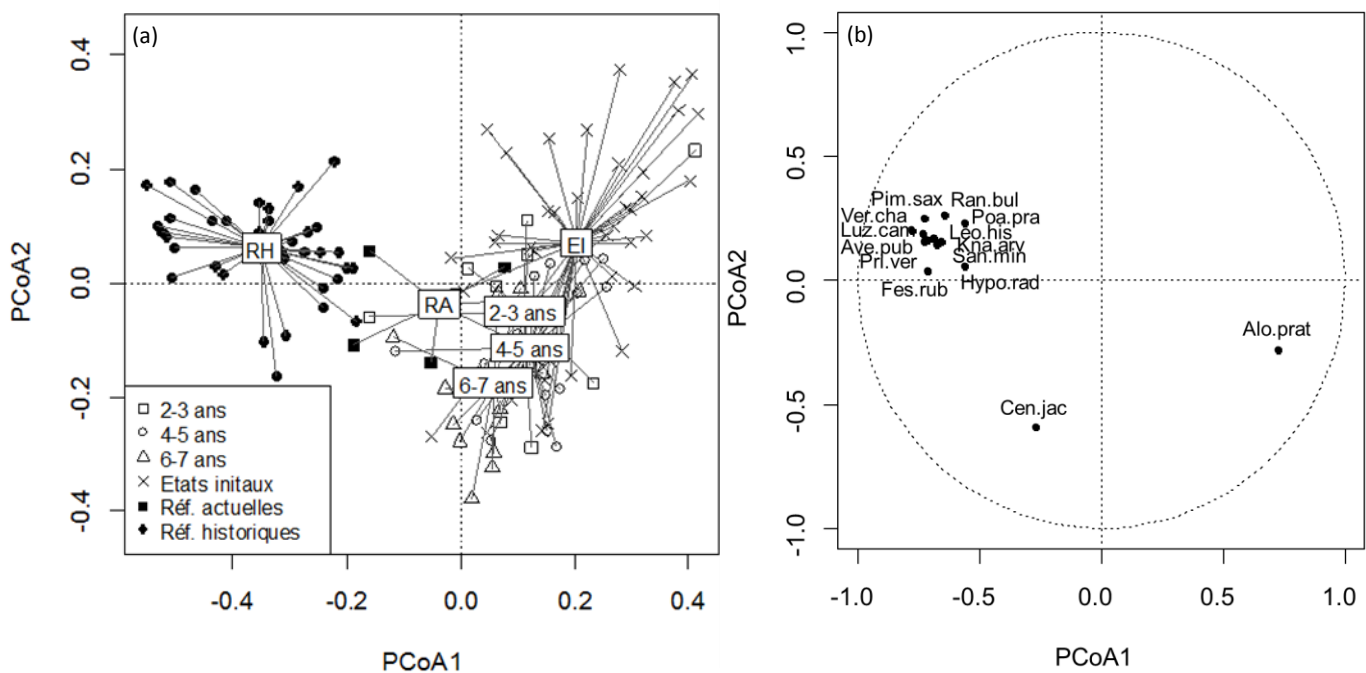 (a)
PCoA2
0.4
0.2
0.0
-0.2
-0.4
RH
EI
RA
2-3 ans
4-5 ans
6-7 ans
2-3 ans
4-5 ans
6-7 ans
Etats initaux
Réf. actuelles
Réf. historiques
-0.4
-0.2
0.0
0.2
0.4
PCoA1
(b)
PCoA2
1.0
0.5
0.0
-0.5
-1.0
Pim.sax
Ran.bul
Ver.cha
Poa.pra
Luz.cam
Leo.his
Ave.pub
Kna.arv
Pri.ver
San.min
Fes.rub
Hypo.rad
Alo.prat
Cen.jac
-1.0
-0.5
0.0
0.5
1.0
PCoA1